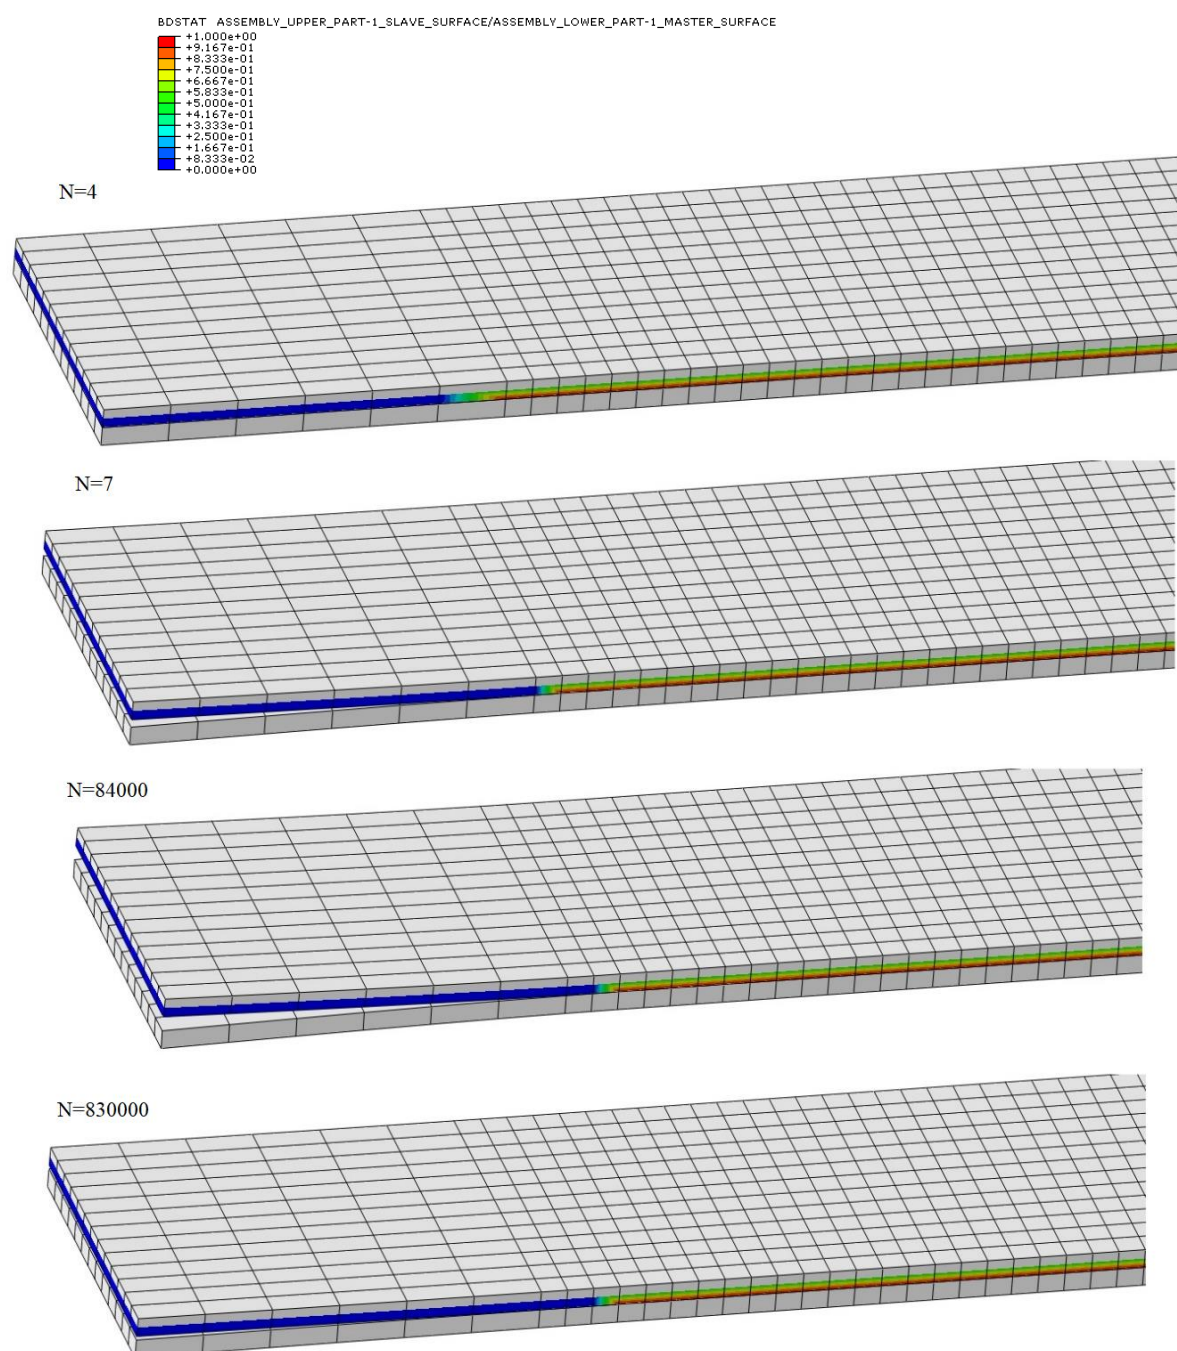 BDSTAT ASSEMBLY_UPPER_PART-1_SLAVE_SURFACE/ASSEMBLY_LOWER_PART-1_MASTER_SURFACE
+1.000e+00
+9.167e-01
+8.333e-01
+7.500e-01
+6.667e-01
+5.833e-01
+5.000e-01
+4.167e-01
+3.333e-01
+2.500e-01
+1.667e-01
+8.333e-02
+0.000e+00
N=4
N=7
N=84000
N=830000